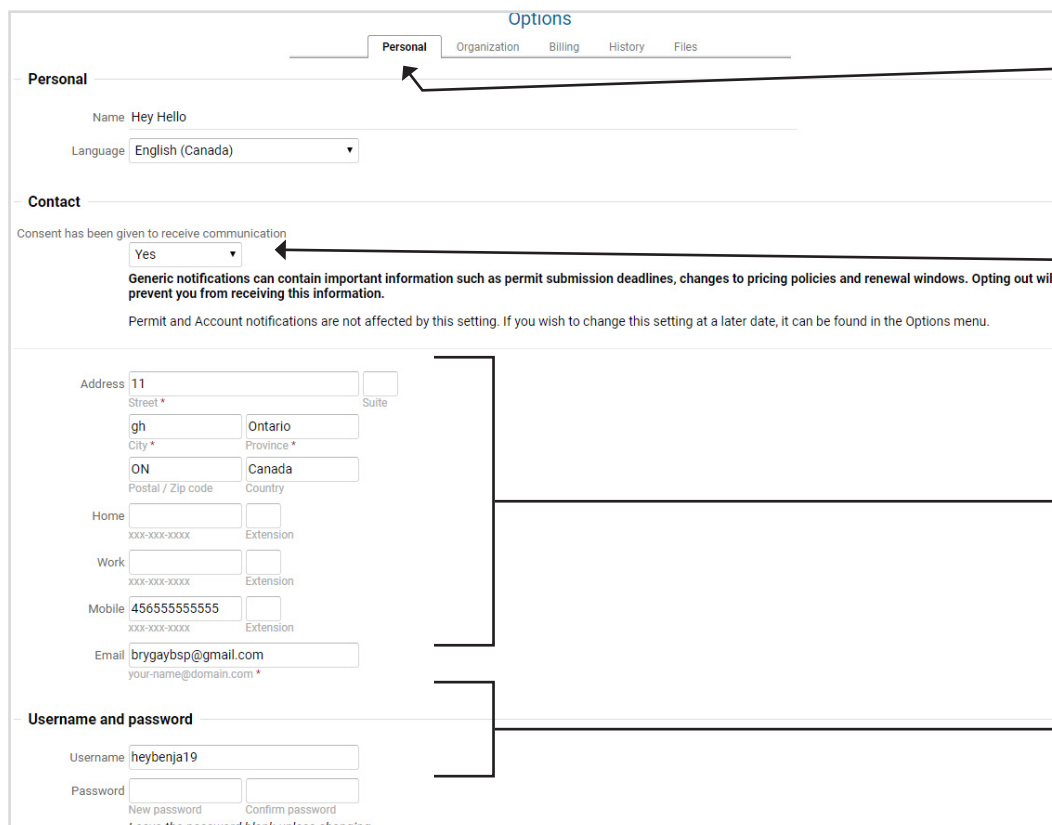 Options
Personal Organization Billing History Files
Personal
Name Hey Hello
Language English (Canada)
Contact
Consent has been given to receive communication
Yes
Generic notifications can contain important information such as permit submission deadlines, changes to pricing policies and renewal windows. Opting out wil
prevent you from receiving this information.
Permit and Account notifications are not affected by this setting. If you wish to change this setting at a later date, it can be found in the Options menu.
Address 11
Street * Suite
gh Ontario
City * Province *
ON Canada
Postal / Zip code Country
Home
xxx-xxx-xxxx Extension
Work
xxx-xxx-xxxx Extension
Mobile 456555555555
xxx-xxx-xxxx Extension
Email brygaybsp@gmail.com
your-name@domain.com *
Username and password
Username heybenja19
Password
New password Confirm password
Leave the password blank unless changing